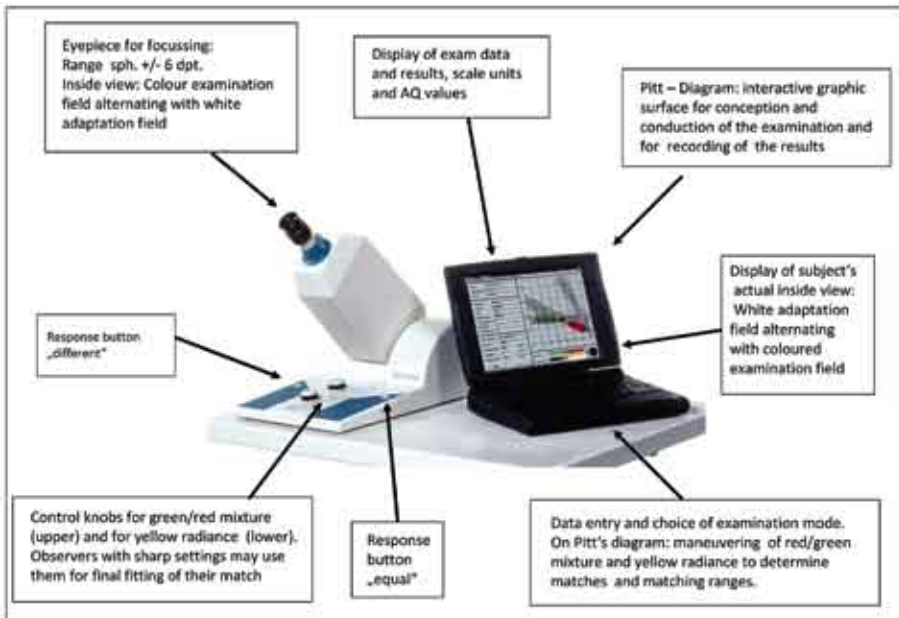 Eyepiece for focussing:
Range sph. +/- 6 dpt.
Inside view: Colour examination
field alternating with white
adaptation field
Display of exam data
and results, scale units
and AQ values
Pitt – Diagram: interactive graphic
surface for conception and
conduction of the examination and
for recording of the results
Display of subject's
actual inside view:
White adaptation
field alternating
with coloured
examination field
Response button
„different"
Control knobs for green/red mixture
(upper) and for yellow radiance (lower).
Observers with sharp settings may use
them for final fitting of their match
Response
button
„equal"
Data entry and choice of examination mode.
On Pitt's diagram: maneuvering of red/green
mixture and yellow radiance to determine
matches and matching ranges.